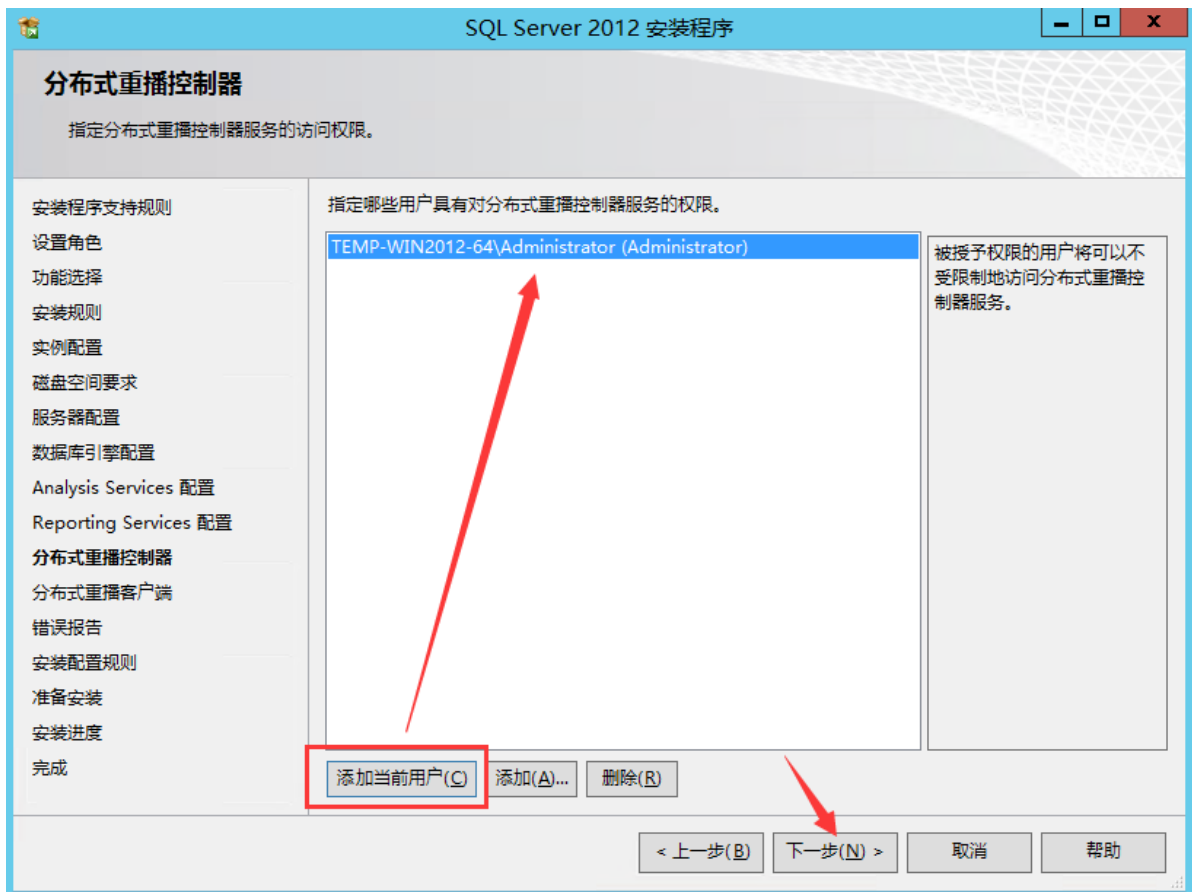 SQL Server 2012 安装程序
分布式重播控制器
指定分布式重播控制器服务的访问权限。
安装程序支持规则
设置角色
功能选择
安装规则
实例配置
磁盘空间要求
服务器配置
数据库引擎配置
Analysis Services 配置
Reporting Services 配置
分布式重播控制器
分布式重播客户端
错误报告
安装配置规则
准备安装
安装进度
完成
指定哪些用户具有对分布式重播控制器服务的权限。
TEMP-WIN2012-64\Administrator (Administrator)
被授予权限的用户将可以不
受限制地访问分布式重播控
制器服务。
添加当前用户(C)
添加(A)...
删除(R)
< 上一步(B)
下一步(N) >
取消
帮助